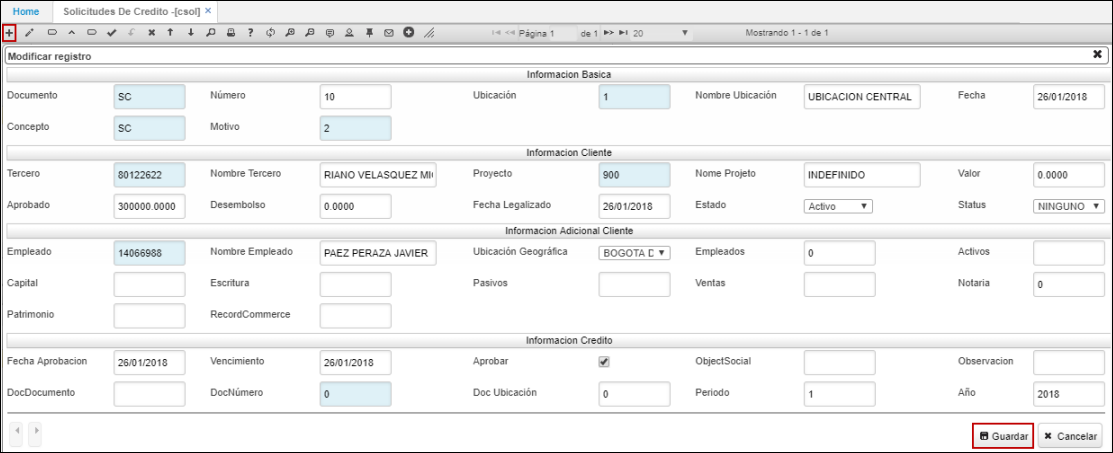 Home Solicitudes De Credito -[csol] ×
Página 1 de 1 20 Mostrando 1 - 1 de 1
Modificar registro
Informacion Basica
Documento SC Número 10 Ubicación 1 Nombre Ubicación UBICACION CENTRAL Fecha 26/01/2018
Concepto SC Motivo 2
Informacion Cliente
Tercero 80122622 Nombre Tercero RIANO VELASQUEZ Proyecto 900 Nome Projeto INDEFINIDO Valor 0.0000
Aprobado 300000.0000 Desembolso 0.0000 Fecha Legalizado 26/01/2018 Estado Activo Status NINGUNO
Informacion Adicional Cliente
Empleado 14066988 Nombre Empleado PAEZ PERAZA JAVIER Ubicación Geográfica BOGOTA Empleados 0 Activos
Capital Escritura Pasivos Ventas Notaria 0
Patrimonio RecordCommerce
Informacion Credito
Fecha Aprobacion 26/01/2018 Vencimiento 26/01/2018 Aprobar ObjectSocial Observacion
DocDocumento DocNúmero 0 Doc Ubicación 0 Periodo 1 Año 2018
Guardar Cancelar